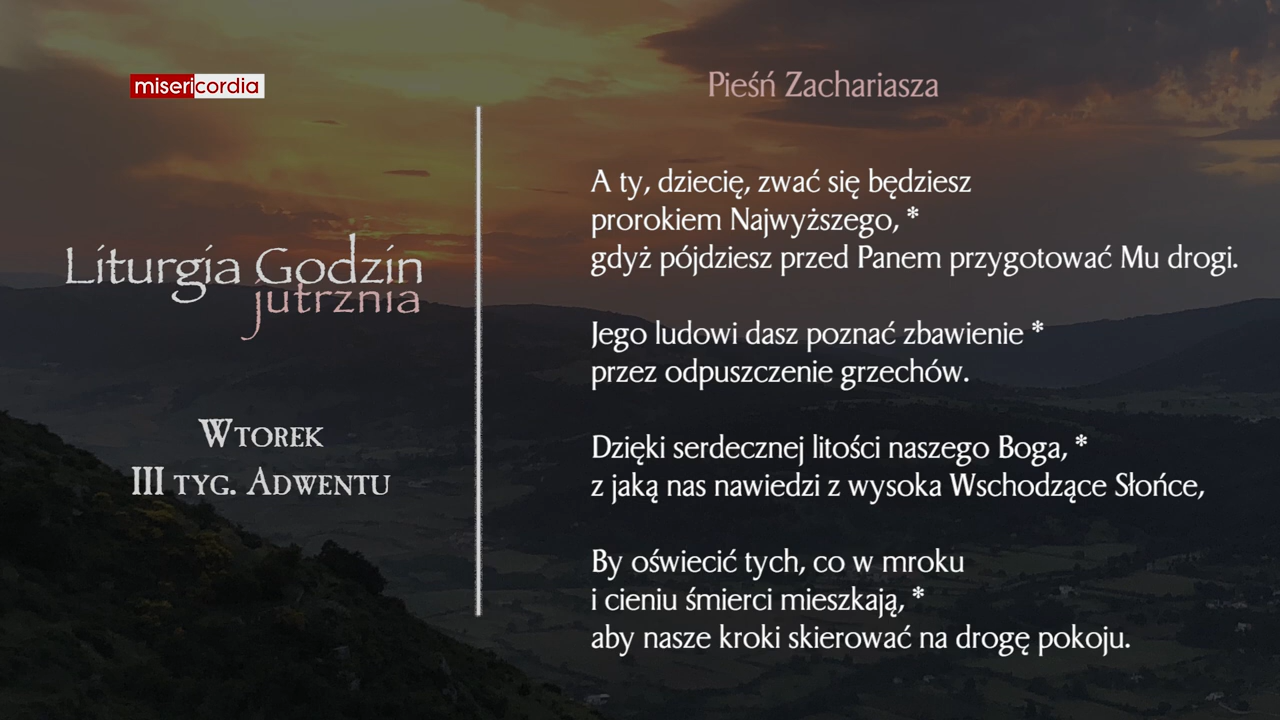 misericordia
Liturgia Godzin
jutrznia
Wtorek
III tyg. Adwentu
Pieśń Zachariasza
A ty, dziecię, zwać się będziesz
prorokiem Najwyższego, *
gdyż pójdziesz przed Panem przygotować Mu drogi.
Jego ludowi dasz poznać zbawienie *
przez odpuszczenie grzechów.
Dzięki serdecznej litości naszego Boga, *
z jaką nas nawiedzi z wysoka Wschodzące Słońce,
By oświecić tych, co w mroku
i cieniu śmierci mieszkają, *
aby nasze kroki skierować na drogę pokoju.